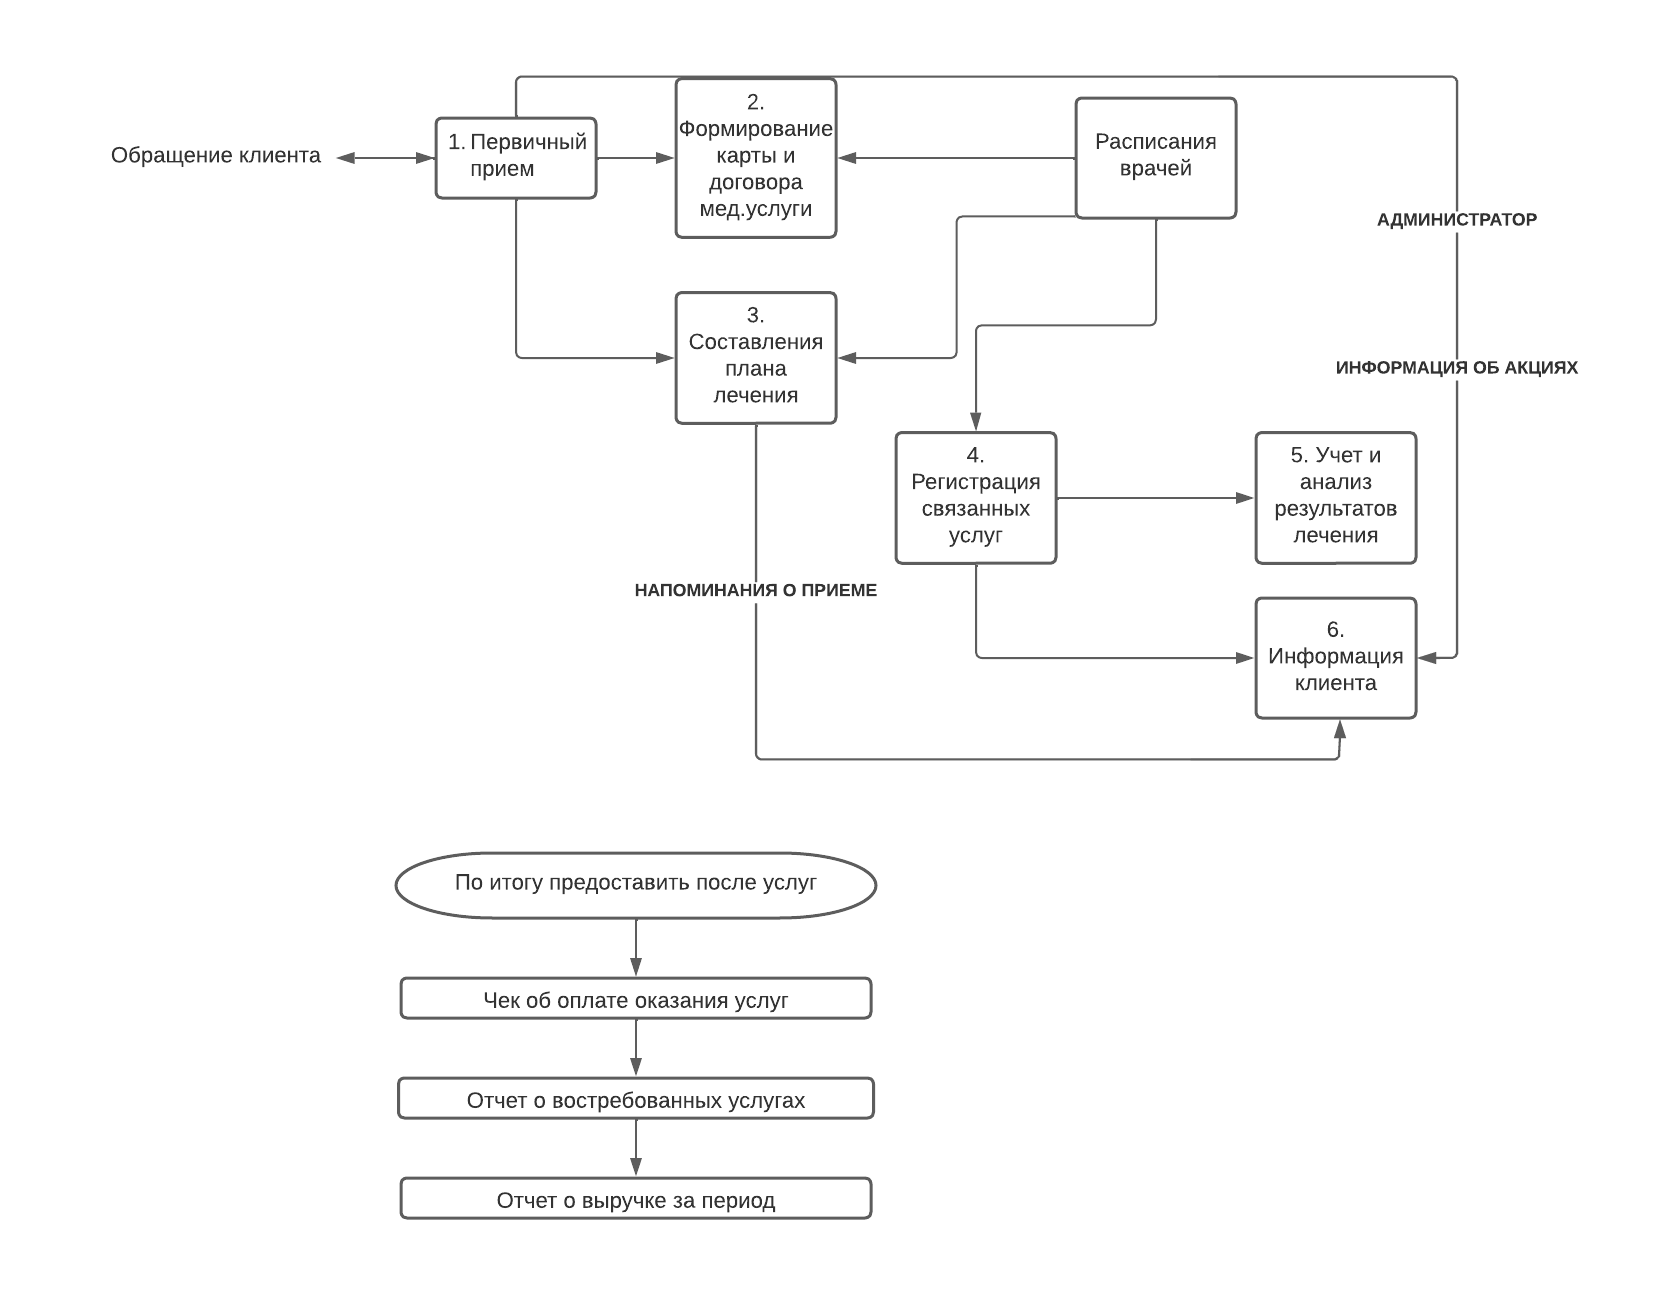 Обращение клиента
1. Первичный
прием
2.
Формирование
карты и
договора
мед.услуги
Расписания
врачей
АДМИНИСТРАТОР
3.
Составления
плана
лечения
ИНФОРМАЦИЯ ОБ АКЦИЯХ
4.
Регистрация
связанных
услуг
5. Учет и
анализ
результатов
лечения
НАПОМИНАНИЯ О ПРИЕМЕ
6.
Информация
клиента
По итогу предоставить после услуг
Чек об оплате оказания услуг
Отчет о востребованных услугах
Отчет о выручке за период